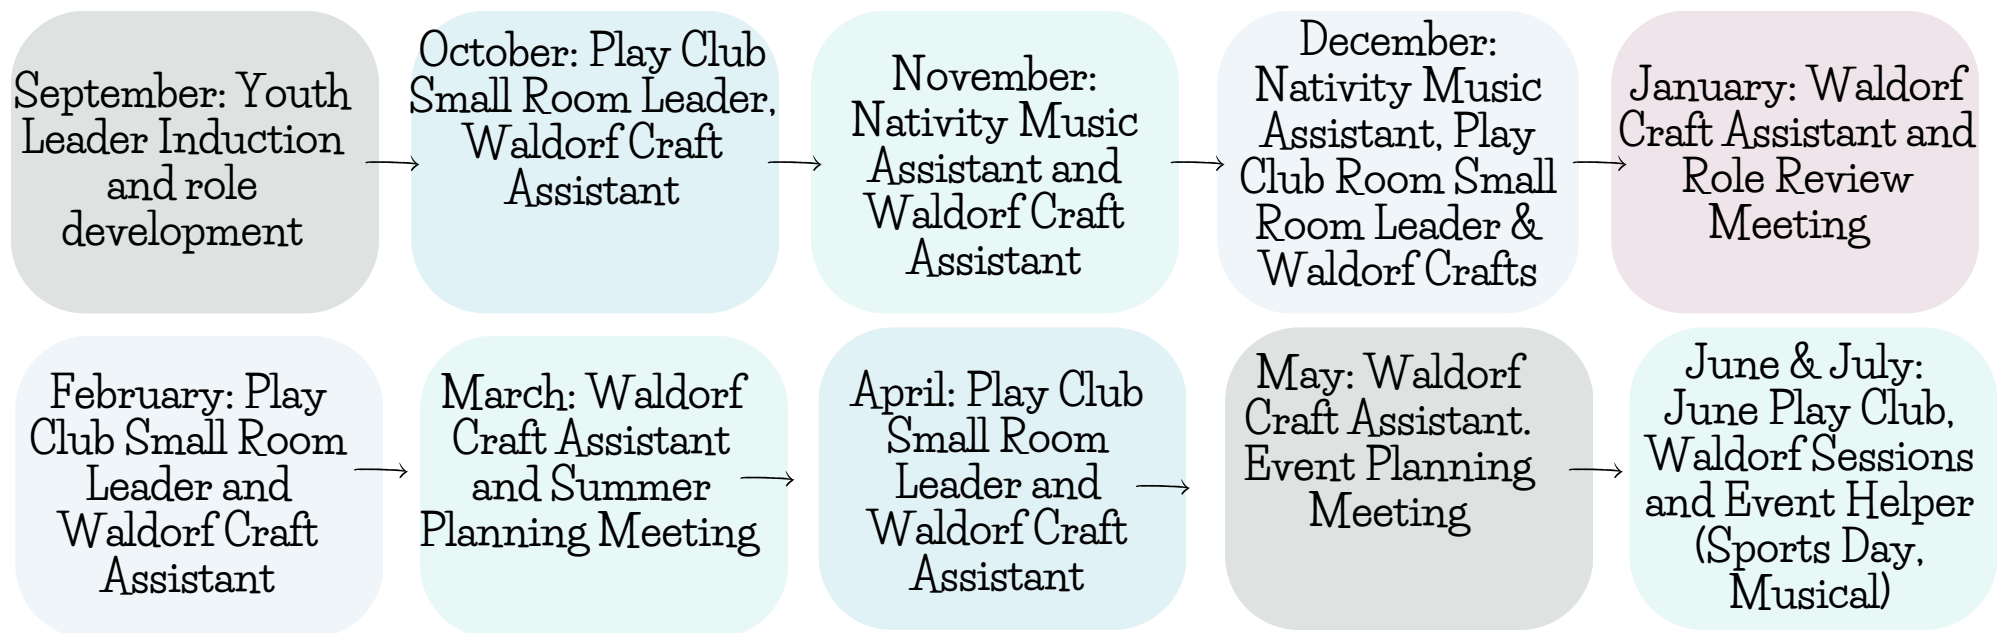 September: Youth
Leader Induction
and role
development
October: Play Club
Small Room Leader,
Waldorf Craft
Assistant
November:
Nativity Music
Assistant and
Waldorf Craft
Assistant
December:
Nativity Music
Assistant, Play
Club Room Small
Room Leader &
Waldorf Crafts
January: Waldorf
Craft Assistant and
Role Review
Meeting
February: Play
Club Small Room
Leader and
Waldorf Craft
Assistant
March: Waldorf
Craft Assistant
and Summer
Planning Meeting
April: Play Club
Small Room
Leader and
Waldorf Craft
Assistant
May: Waldorf
Craft Assistant.
Event Planning
Meeting
June & July:
June Play Club,
Waldorf Sessions
and Event Helper
(Sports Day,
Musical)